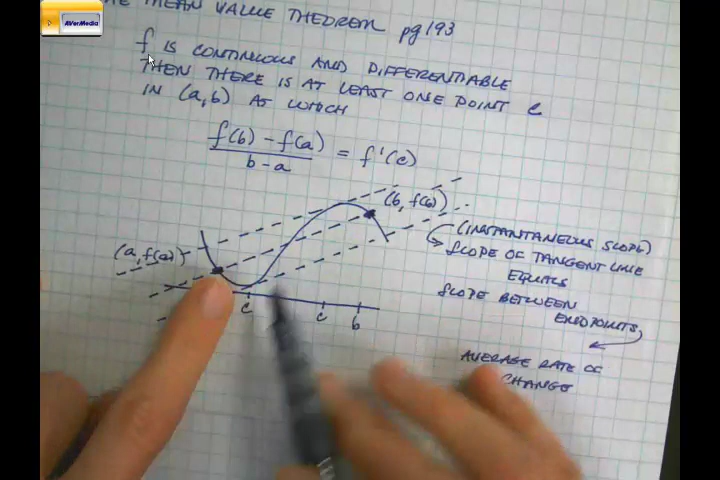 MEAN VALUE THEOREM pg 193
AVerMedia
f IS CONTINUOUS AND DIFFERENTIABLE
THEN THERE IS AT LEAST ONE POINT C
IN (a,b) AT WHICH
f(b) - f(a)
b - a
= f'(c)
(b, f(b))
(a, f(a))
(INSTANTANEOUS SLOPE)
SLOPE OF TANGENT LINE
EQUALS
SLOPE BETWEEN
ENDPOINTS
c
c
b
AVERAGE RATE OF
CHANGE